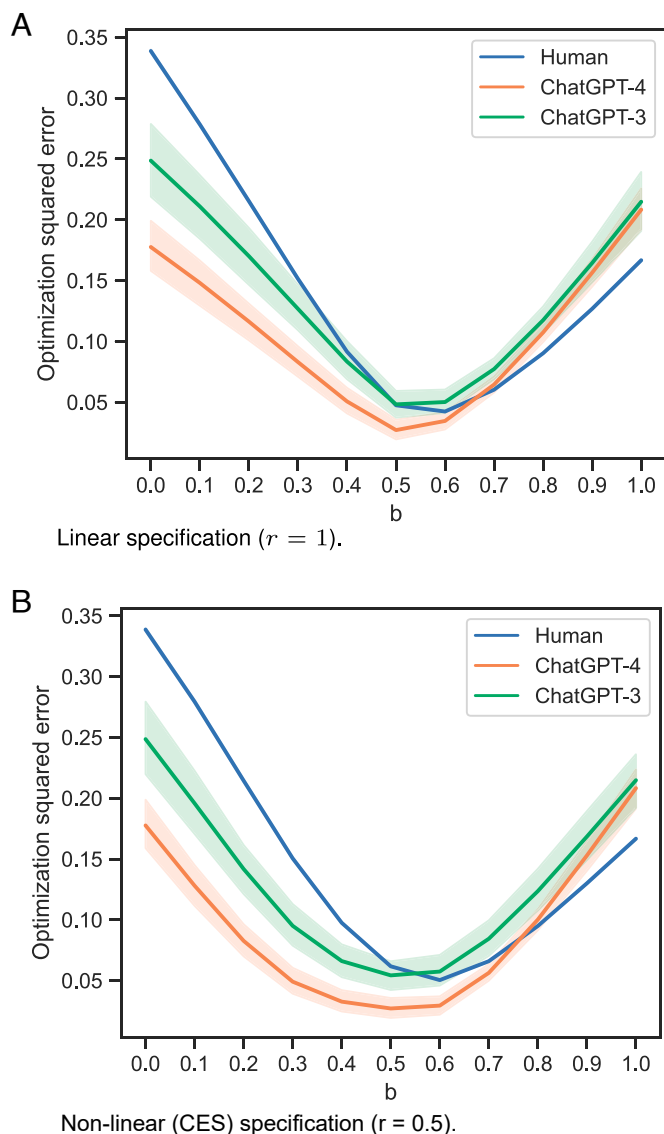 A
Optimization squared error
0.35
0.30
0.25
0.20
0.15
0.10
0.05
Human
ChatGPT-4
ChatGPT-3
0.0 0.1 0.2 0.3 0.4 0.5 0.6 0.7 0.8 0.9 1.0
b
Linear specification (r = 1).
B
Optimization squared error
0.35
0.30
0.25
0.20
0.15
0.10
0.05
Human
ChatGPT-4
ChatGPT-3
0.0 0.1 0.2 0.3 0.4 0.5 0.6 0.7 0.8 0.9 1.0
b
Non-linear (CES) specification (r = 0.5).